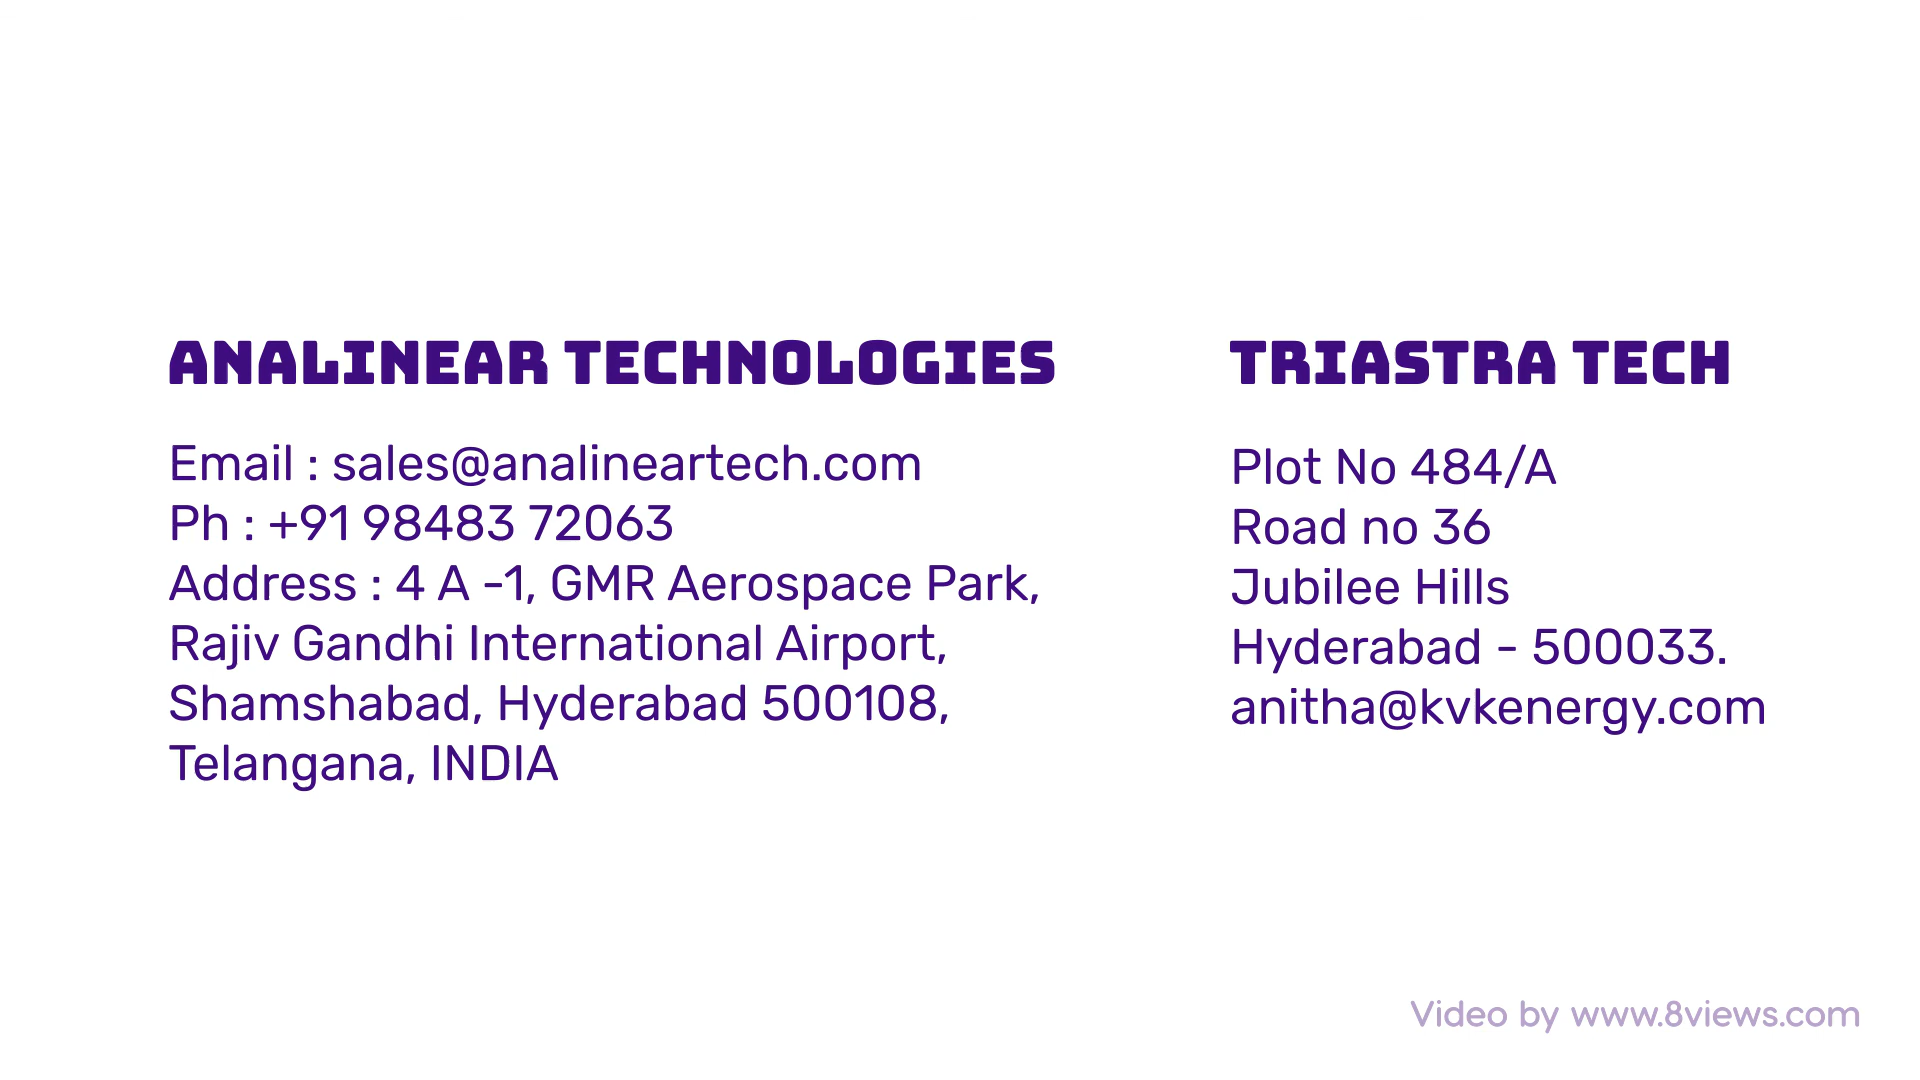 ANALINEAR TECHNOLOGIES
Email : sales@analineartech.com
Ph : +91 98483 72063
Address : 4 A -1, GMR Aerospace Park,
Rajiv Gandhi International Airport,
Shamshabad, Hyderabad 500108,
Telangana, INDIA
TRIASTRA TECH
Plot No 484/A
Road no 36
Jubilee Hills
Hyderabad - 500033.
anitha@kvkenergy.com
Video by www.8views.com